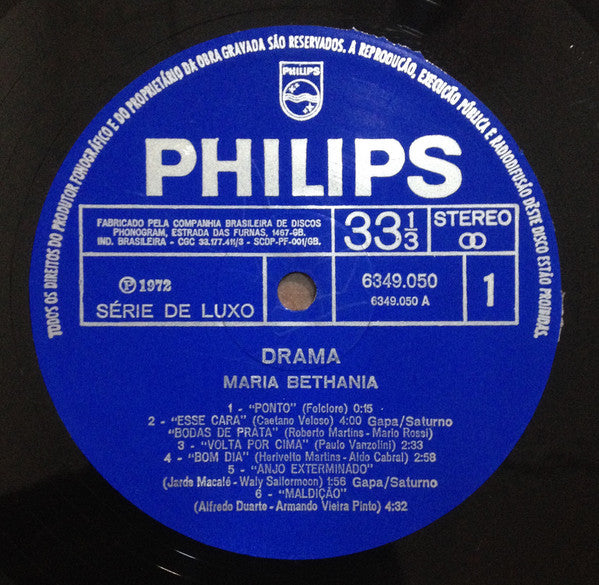 TODOS OS DIREITOS DO PRODUTOR FONOGRÁFICO E DO PROPRIETÁRIO DA OBRA GRAVADA SÃO RESERVADOS. A REPRODUÇÃO, EXECUÇÃO PÚBLICA E RADIODIFUSÃO DÊSTE DISCO ESTÃO PROIBIDAS.
PHILIPS
PHILIPS
FABRICADO PELA COMPANHIA BRASILEIRA DE DISCOS
PHONOGRAM, ESTRADA DAS FURNAS, 1467-GB.
IND. BRASILEIRA - CGC 33.177.411/3 - SCDP-PF-001/GB.
33 1/3
STEREO
℗ 1972
SÉRIE DE LUXO
6349.050
6349.050 A
1
DRAMA
MARIA BETHANIA
1 - "PONTO" (Folclore) 0:15
2 - "ESSE CARA" (Caetano Veloso) 4:00 Gapa/Saturno
"BODAS DE PRATA" (Roberto Martins - Mario Rossi)
3 - "VOLTA POR CIMA" (Paulo Vanzolini) 2:33
4 - "BOM DIA" (Herivelto Martins - Aldo Cabral) 2:58
5 - "ANJO EXTERMINADO"
(Jards Macalé - Waly Sailormoon) 1:56 Gapa/Saturno
6 - "MALDIÇÃO"
(Alfredo Duarte - Armando Vieira Pinto) 4:32